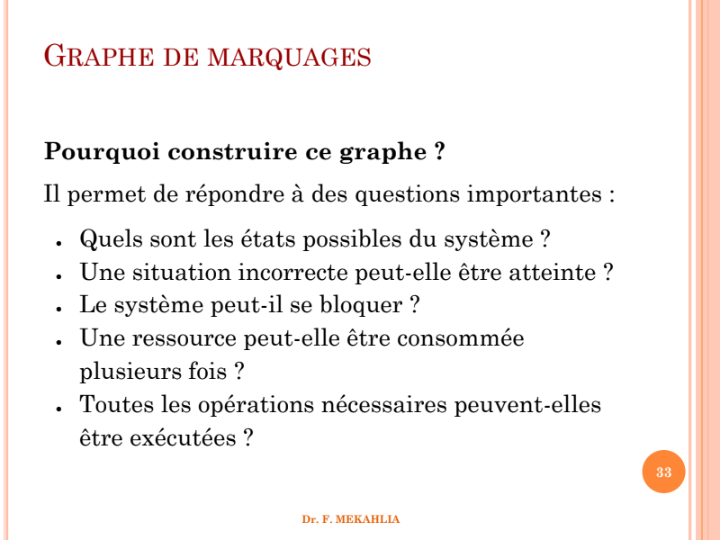 GRAPHE DE MARQUAGES
Pourquoi construire ce graphe ?
Il permet de répondre à des questions importantes :
• Quels sont les états possibles du système ?
• Une situation incorrecte peut-elle être atteinte ?
• Le système peut-il se bloquer ?
• Une ressource peut-elle être consommée
plusieurs fois ?
• Toutes les opérations nécessaires peuvent-elles
être exécutées ?
33
Dr. F. MEKAHLIA